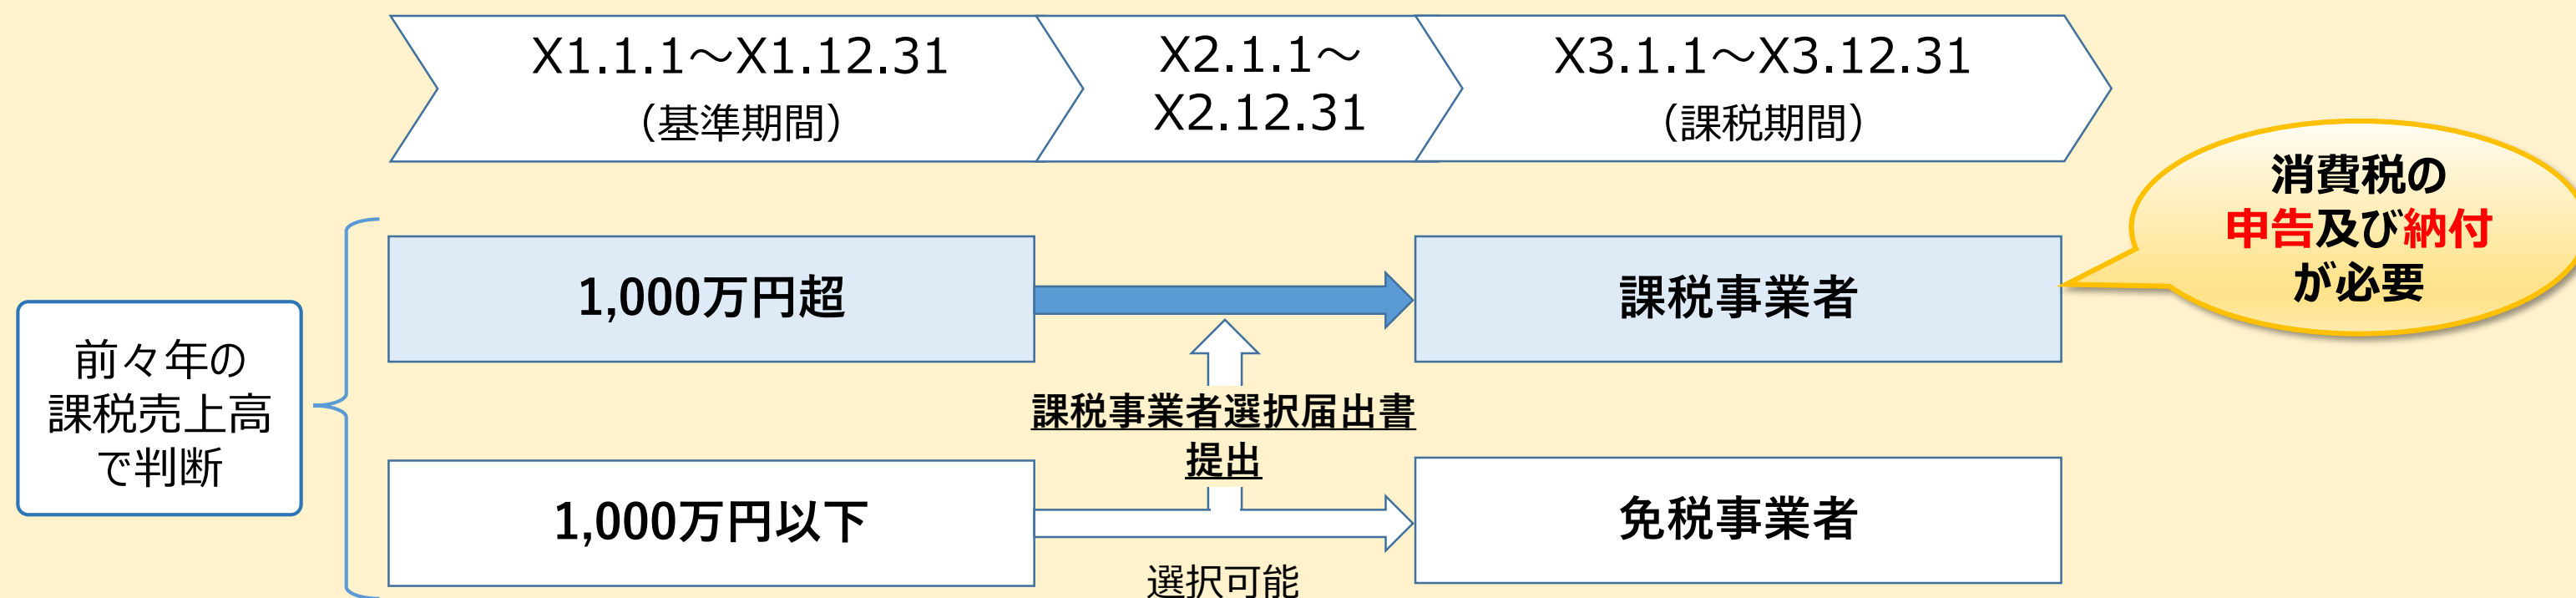 X1.1.1～X1.12.31
（基準期間）
X2.1.1～
X2.12.31
X3.1.1～X3.12.31
（課税期間）
消費税の
申告及び納付
が必要
前々年の
課税売上高
で判断
1,000万円超
課税事業者
課税事業者選択届出書
提出
1,000万円以下
免税事業者
選択可能